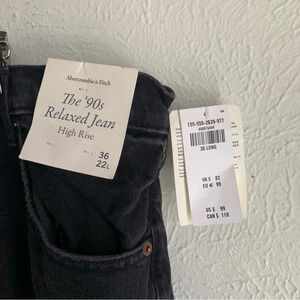 Abercrombie & Fitch
The '90s
Relaxed Jean
High Rise
36
22L
36 LONG
UK £ 82
EU € 98
US $ 99
CAN $ 110